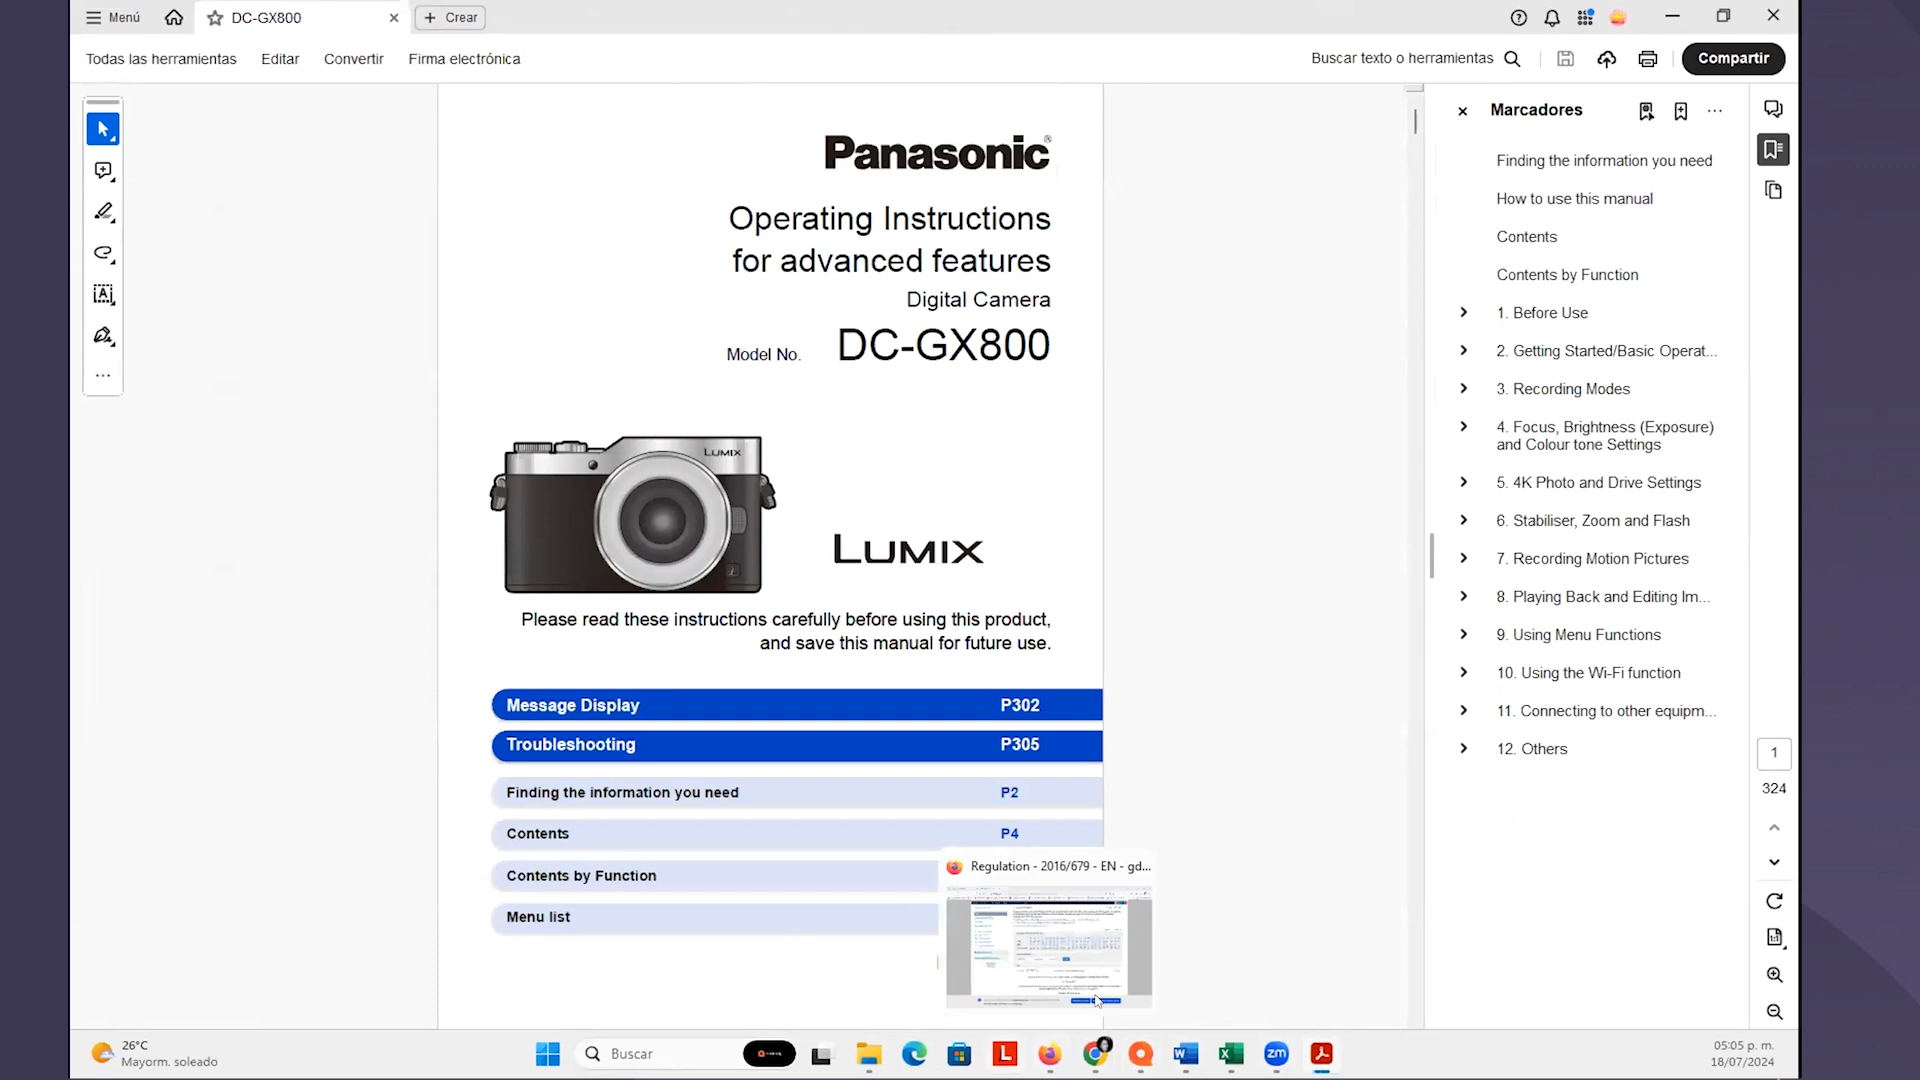 Menú
DC-GX800
Crear
Todas las herramientas
Editar
Convertir
Firma electrónica
Buscar texto o herramientas
Compartir
Panasonic
Operating Instructions
for advanced features
Digital Camera
Model No. DC-GX800
LUMIX
LUMIX
Please read these instructions carefully before using this product,
and save this manual for future use.
Message Display P302
Troubleshooting P305
Finding the information you need P2
Contents P4
Contents by Function
Menu list
Regulation - 2016/679 - EN - gd...
Marcadores
Finding the information you need
How to use this manual
Contents
Contents by Function
1. Before Use
2. Getting Started/Basic Operat...
3. Recording Modes
4. Focus, Brightness (Exposure)
and Colour tone Settings
5. 4K Photo and Drive Settings
6. Stabiliser, Zoom and Flash
7. Recording Motion Pictures
8. Playing Back and Editing Im...
9. Using Menu Functions
10. Using the Wi-Fi function
11. Connecting to other equipm...
12. Others
1
324
26°C
Mayorm. soleado
Buscar
L
zm
05:05 p. m.
18/07/2024